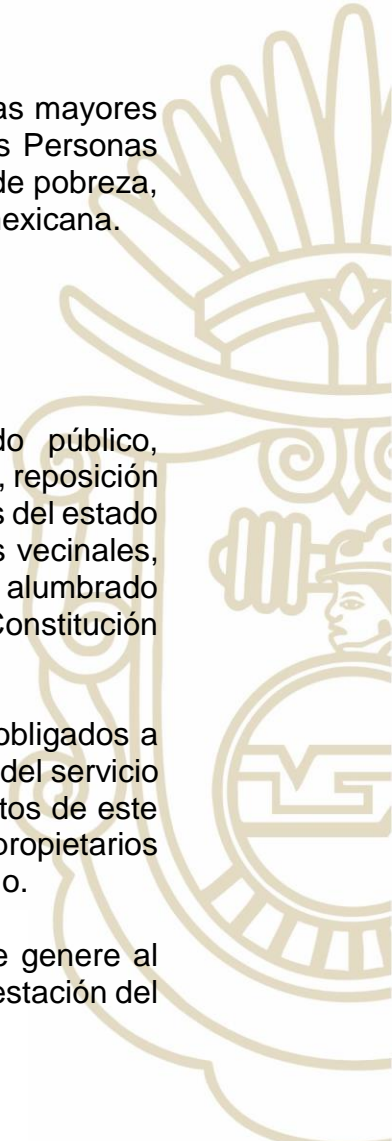 as mayores
s Personas
de pobreza,
nexicana.
do público,
, reposición
s del estado
s vecinales,
alumbrado
Constitución
obligados a
del servicio
tos de este
propietarios
o.
e genere al
estación del